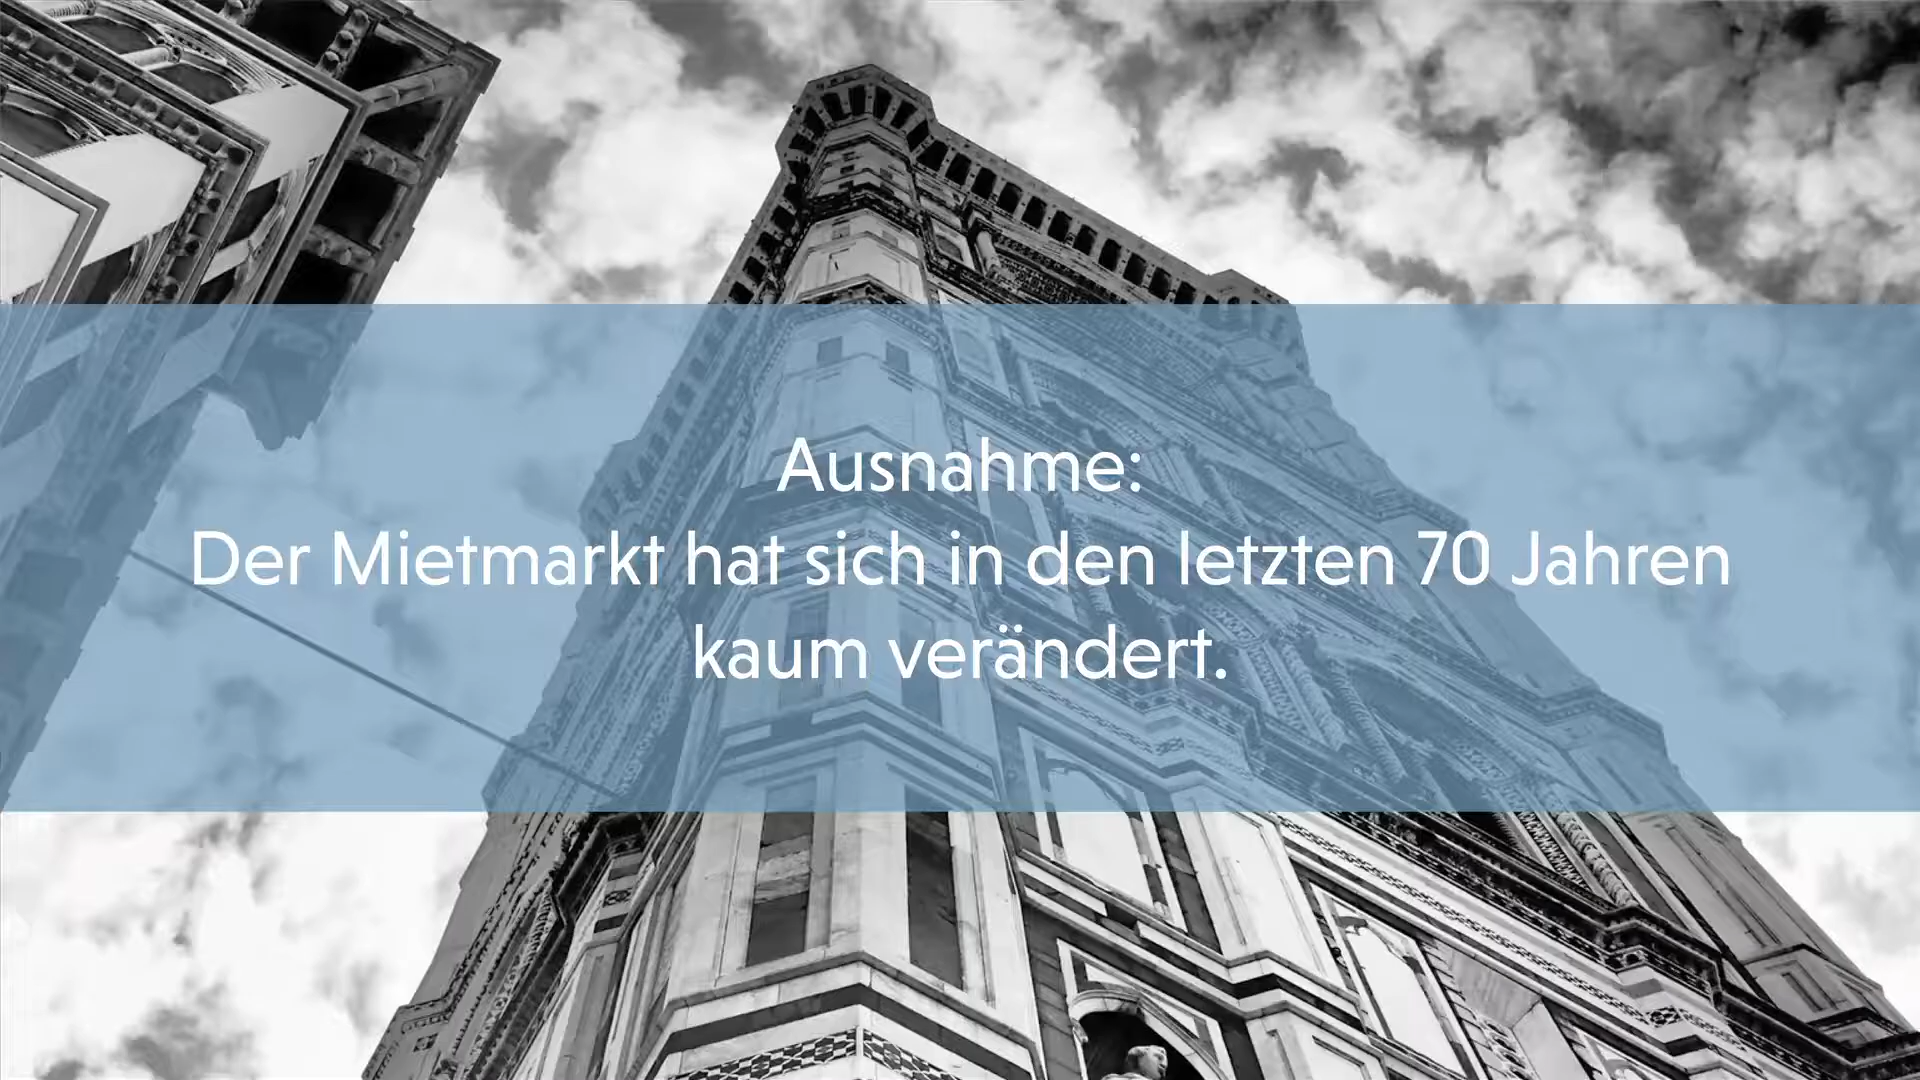 Ausnahme:
Der Mietmarkt hat sich in den letzten 70 Jahren
kaum verändert.